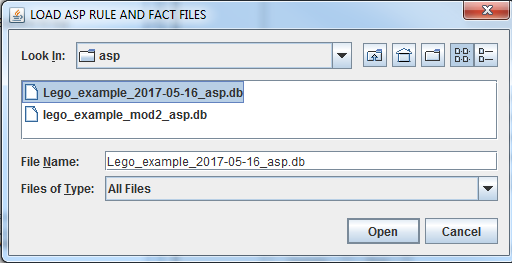 LOAD ASP RULE AND FACT FILES
Look In: asp
Lego_example_2017-05-16_asp.db
lego_example_mod2_asp.db
File Name: Lego_example_2017-05-16_asp.db
Files of Type: All Files
Open Cancel